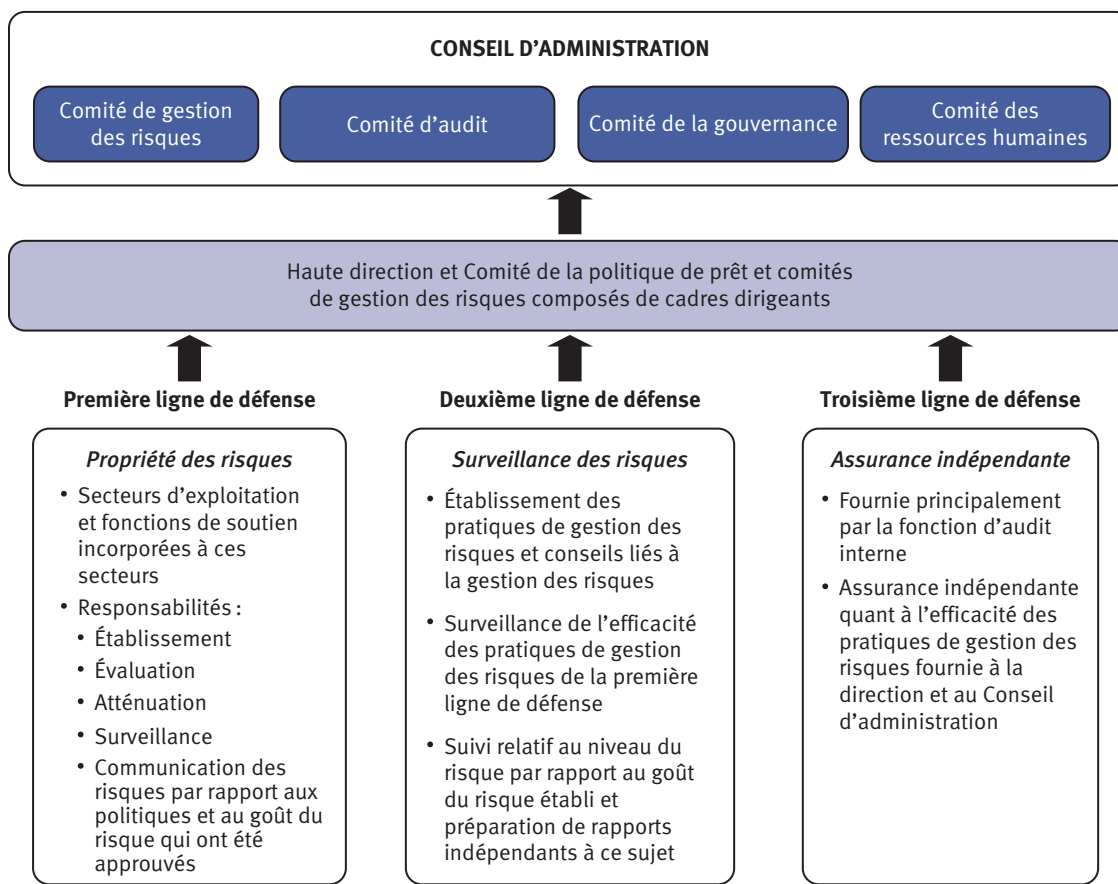 CONSEIL D'ADMINISTRATION
Comité de gestion
des risques
Comité d'audit
Comité de la gouvernance
Comité des
ressources humaines
Haute direction et Comité de la politique de prêt et comités
de gestion des risques composés de cadres dirigeants
Première ligne de défense
Propriété des risques
• Secteurs d'exploitation
et fonctions de soutien
incorporées à ces
secteurs
• Responsabilités :
• Établissement
• Évaluation
• Atténuation
• Surveillance
• Communication des
risques par rapport aux
politiques et au goût du
risque qui ont été
approuvés
Deuxième ligne de défense
Surveillance des risques
• Établissement des
pratiques de gestion des
risques et conseils liés à
la gestion des risques
• Surveillance de l'efficacité
des pratiques de gestion
des risques de la première
ligne de défense
• Suivi relatif au niveau du
risque par rapport au goût
du risque établi et
préparation de rapports
indépendants à ce sujet
Troisième ligne de défense
Assurance indépendante
• Fournie principalement
par la fonction d'audit
interne
• Assurance indépendante
quant à l'efficacité des
pratiques de gestion des
risques fournie à la
direction et au Conseil
d'administration